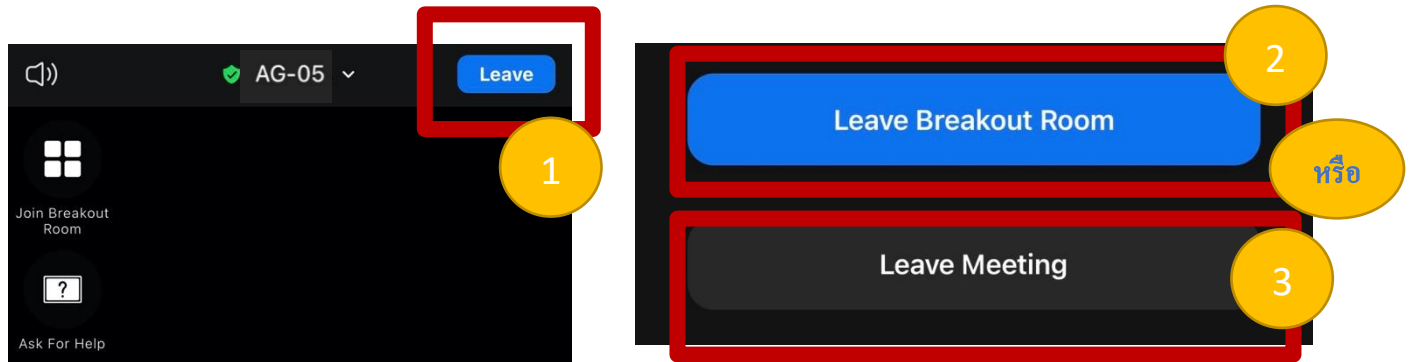 AG-05
Leave
1
Join Breakout
Room
?
Ask For Help
2
Leave Breakout Room
หรือ
Leave Meeting
3